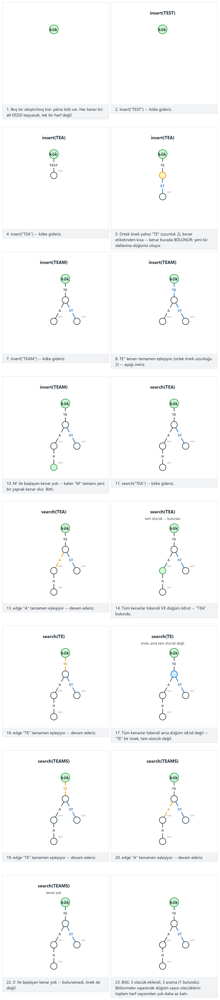 kök
1. Boş bir sıkıştırılmış trie: yalnız kök var. Her kenar bir
alt DİZGİ taşıyacak, tek bir harf değil.
insert(TEST)
kök
2. insert("TEST") -- köke gideriz.
insert(TEA)
kök
TEST
son
4. insert("TEA") -- köke gideriz.
insert(TEA)
kök
TE
ST
son
5. Ortak önek yalnız "TE" (uzunluk 2), kenar
etiketinden kısa -- kenar burada BÖLÜNÜR: yeni bir
dallanma düğümü oluşur.
insert(TEAM)
kök
TE
A ST
son son
7. insert("TEAM") -- köke gideriz.
insert(TEAM)
kök
TE
A ST
son son
8. TE" kenarı tamamen eşleşiyor (ortak önek uzunluğu
2) -- aşağı ineriz.
insert(TEAM)
kök
TE
A ST
son son
M
son
10. M' ile başlayan kenar yok -- kalan "M" tamamı yeni
bir yaprak kenar olur. Bitti.
search(TEA)
kök
TE
A ST
son son
M
son
11. search("TEA") -- köke gideriz.
search(TEA)
kök
TE
A ST
son son
M
son
13. edge "A" tamamen eşleşiyor -- devam ederiz.
search(TEA)
tam sözcük -- bulundu
kök
TE
A ST
son son
M
son
14. Tüm kenarlar tükendi VE düğüm isEnd -- "TEA"
bulundu.
search(TE)
kök
TE
A ST
son son
M
son
16. edge "TE" tamamen eşleşiyor -- devam ederiz.
search(TE)
önek, ama tam sözcük değil
kök
TE
A ST
son son
M
son
17. Tüm kenarlar tükendi ama düğüm isEnd değil --
"TE" bir önek, tam sözcük değil.
search(TEAMS)
kök
TE
A ST
son son
M
son
19. edge "TE" tamamen eşleşiyor -- devam ederiz.
search(TEAMS)
kök
TE
A ST
son son
M
son
20. edge "A" tamamen eşleşiyor -- devam ederiz.
search(TEAMS)
kenar yok
kök
TE
A ST
son son
M
son
22. S' ile başlayan kenar yok -- bulunamadı, önek de
değil.
kök
TE
A ST
son son
M
son
23. Bitti: 3 sözcük eklendi, 3 arama (1 bulundu).
Bölünmeler sayesinde düğüm sayısı sözcüklerin
toplam harf sayısından çok daha az kalır.